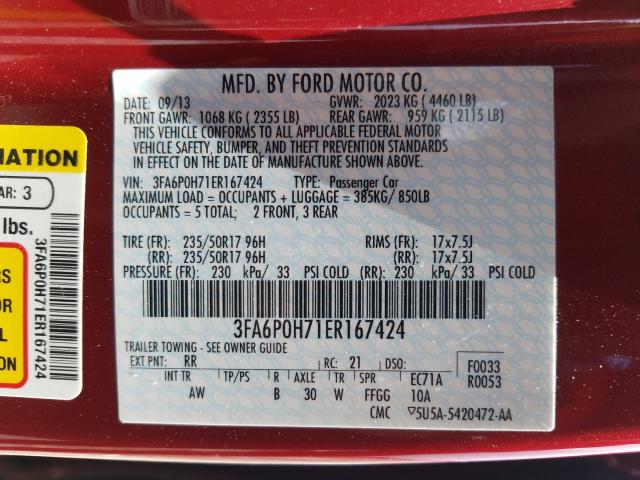 MFD. BY FORD MOTOR CO.
DATE: 09/13 GVWR: 2023 KG ( 4460 LB)
FRONT GAWR: 1068 KG ( 2355 LB) REAR GAWR: 959 KG ( 2115 LB)
THIS VEHICLE CONFORMS TO ALL APPLICABLE FEDERAL MOTOR
VEHICLE SAFETY, BUMPER, AND THEFT PREVENTION STANDARDS
IN EFFECT ON THE DATE OF MANUFACTURE SHOWN ABOVE.
VIN: 3FA6P0H71ER167424 TYPE: Passenger Car
MAXIMUM LOAD = OCCUPANTS + LUGGAGE = 385KG/ 850LB
OCCUPANTS = 5 TOTAL; 2 FRONT, 3 REAR
TIRE (FR): 235/50R17 96H RIMS (FR): 17x7.5J
(RR): 235/50R17 96H (RR): 17x7.5J
PRESSURE (FR): 230 kPa/ 33 PSI COLD (RR): 230 kPa/ 33 PSI COLD
3FA6P0H71ER167424
TRAILER TOWING - SEE OWNER GUIDE
EXT PNT: RR RC: 21 DSO: F0033
R0053
INT TR TP/PS R AXLE TR SPR EC71A
AW B 30 W FFGG 10A
CMC ▽5U5A-5420472-AA
MATION
AR: 3
lbs.
RS
OR
L
E
3FA6P0H71ER167424